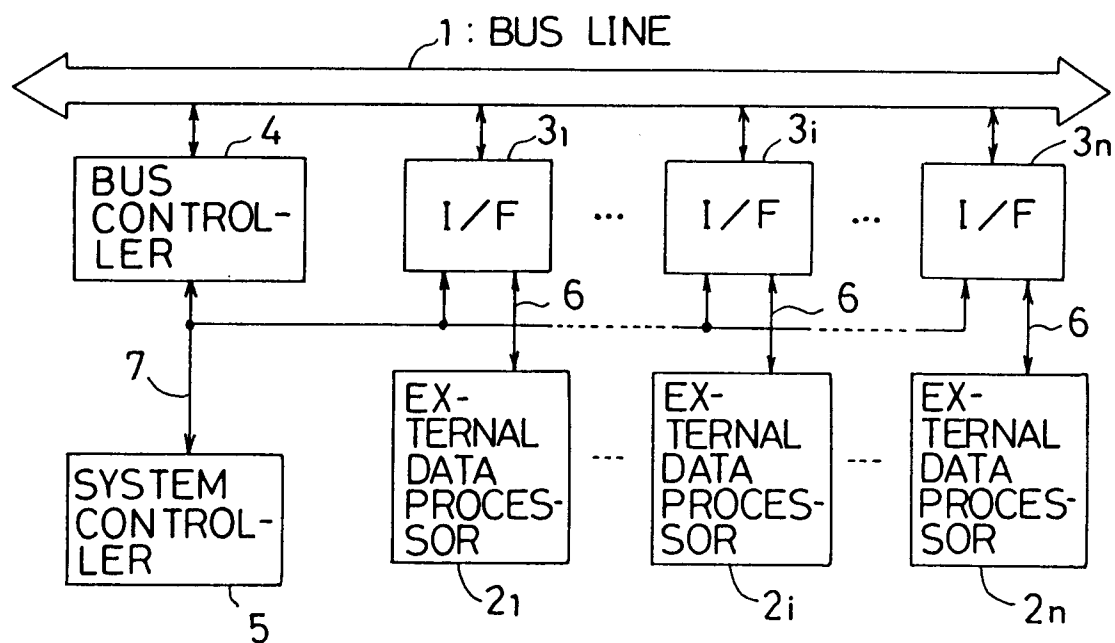 1 : BUS LINE
4
3₁
3i
3n
BUS
CONTROL-
LER
I/F
...
I/F
...
I/F
6
6
6
7
EX-
TERNAL
DATA
PROCES-
SOR
...
EX-
TERNAL
DATA
PROCES-
SOR
...
EX-
TERNAL
DATA
PROCES-
SOR
SYSTEM
CONTROL-
LER
5
2₁
2i
2n